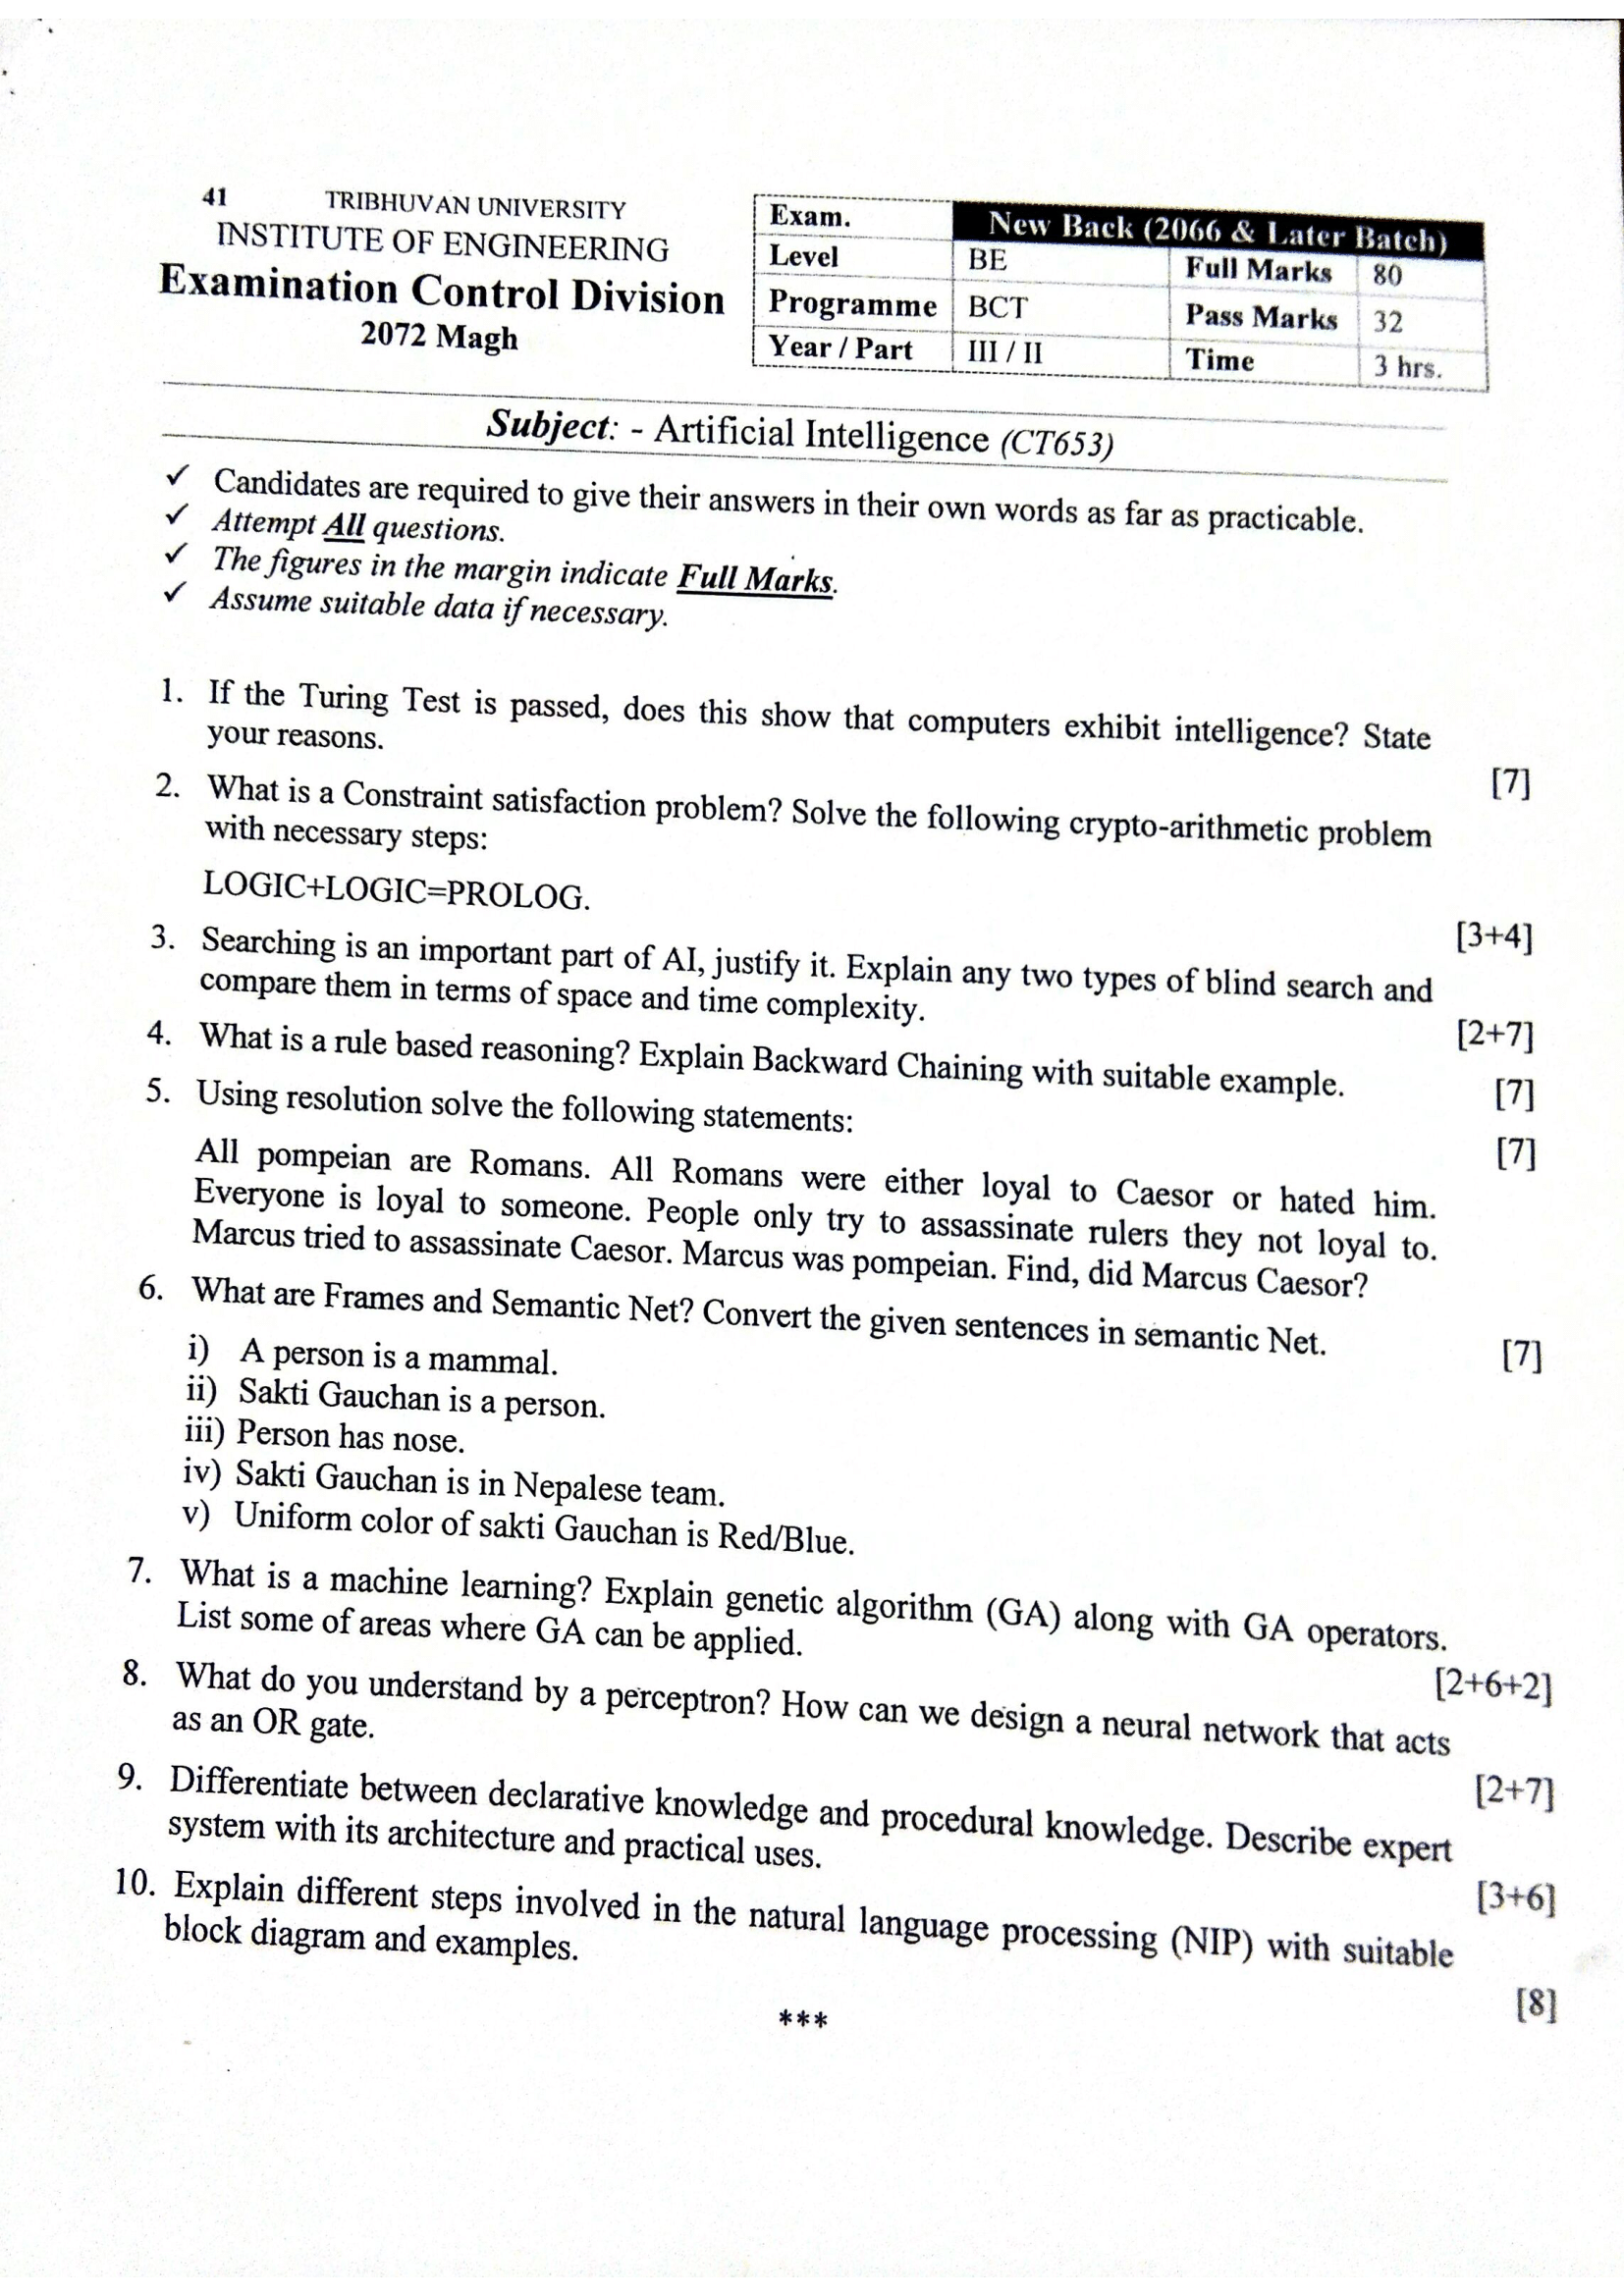 41 TRIBHUVAN UNIVERSITY
INSTITUTE OF ENGINEERING
Examination Control Division
2072 Magh
Exam. New Back (2066 & Later Batch)
Level BE Full Marks 80
Programme BCT Pass Marks 32
Year / Part III / II Time 3 hrs.
Subject: - Artificial Intelligence (CT653)
✓ Candidates are required to give their answers in their own words as far as practicable.
✓ Attempt All questions.
✓ The figures in the margin indicate Full Marks.
✓ Assume suitable data if necessary.
1. If the Turing Test is passed, does this show that computers exhibit intelligence? State
your reasons. [7]
2. What is a Constraint satisfaction problem? Solve the following crypto-arithmetic problem
with necessary steps:
LOGIC+LOGIC=PROLOG. [3+4]
3. Searching is an important part of AI, justify it. Explain any two types of blind search and
compare them in terms of space and time complexity. [2+7]
4. What is a rule based reasoning? Explain Backward Chaining with suitable example. [7]
5. Using resolution solve the following statements: [7]
All pompeian are Romans. All Romans were either loyal to Caesor or hated him.
Everyone is loyal to someone. People only try to assassinate rulers they not loyal to.
Marcus tried to assassinate Caesor. Marcus was pompeian. Find, did Marcus Caesor?
6. What are Frames and Semantic Net? Convert the given sentences in semantic Net. [7]
i) A person is a mammal.
ii) Sakti Gauchan is a person.
iii) Person has nose.
iv) Sakti Gauchan is in Nepalese team.
v) Uniform color of sakti Gauchan is Red/Blue.
7. What is a machine learning? Explain genetic algorithm (GA) along with GA operators.
List some of areas where GA can be applied. [2+6+2]
8. What do you understand by a perceptron? How can we design a neural network that acts
as an OR gate. [2+7]
9. Differentiate between declarative knowledge and procedural knowledge. Describe expert
system with its architecture and practical uses. [3+6]
10. Explain different steps involved in the natural language processing (NIP) with suitable
block diagram and examples. [8]
***